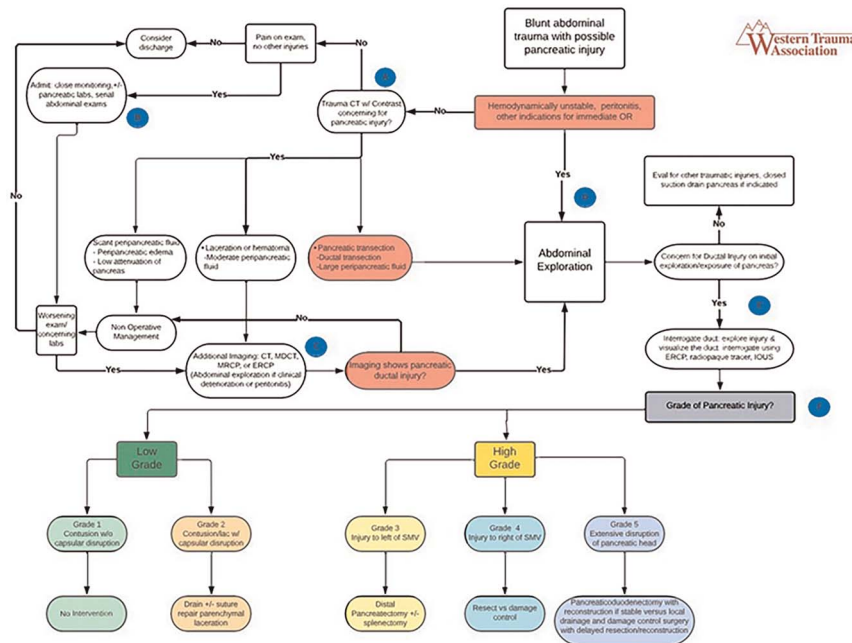 Western Trauma
Association
Blunt abdominal
trauma with possible
pancreatic injury
Consider
discharge
No
Pain on exam,
no other injuries
No
Admit: close monitoring,+/-
pancreatic labs, serial
abdominal exams
Yes
Trauma CT w/ Contrast
concerning for
pancreatic injury?
No
Hemodynamically unstable, peritonitis,
other indications for immediate OR
Yes
Eval for other traumatic injuries, closed
suction drain pancreas if indicated
No
No
Yes
Scant peripancreatic fluid
- Peripancreatic edema
- Low attenuation of
pancreas
Laceration or hematoma
-Moderate peripancreatic
fluid
Pancreatic transection
-Ductal transection
-Large peripancreatic fluid
Abdominal
Exploration
Concern for Ductal Injury on initial
exploration/exposure of pancreas?
Yes
Worsening
exam/
concerning
labs
Non Operative
Management
No
Yes
Additional Imaging: CT, MDCT,
MRCP, or ERCP
(Abdominal exploration if clinical
deterioration or peritonitis)
Imaging shows pancreatic
ductal injury?
Yes
Interrogate duct: explore injury &
visualize the duct; interrogate using
ERCP, radiopaque tracer, IOUS
Grade of Pancreatic Injury?
Low
Grade
High
Grade
Grade 1
Contusion w/o
capsular disruption
Grade 2
Contusion/lac w/
capsular disruption
Grade 3
Injury to left of SMV
Grade 4
Injury to right of SMV
Grade 5
Extensive disruption
of pancreatic head
No Intervention
Drain +/- suture
repair parenchymal
laceration
Distal
Pancreatectomy +/-
splenectomy
Resect vs damage
control
Pancreaticoduodenectomy with
reconstruction if stable versus local
drainage and damage control surgery
with delayed resection/reconstruction